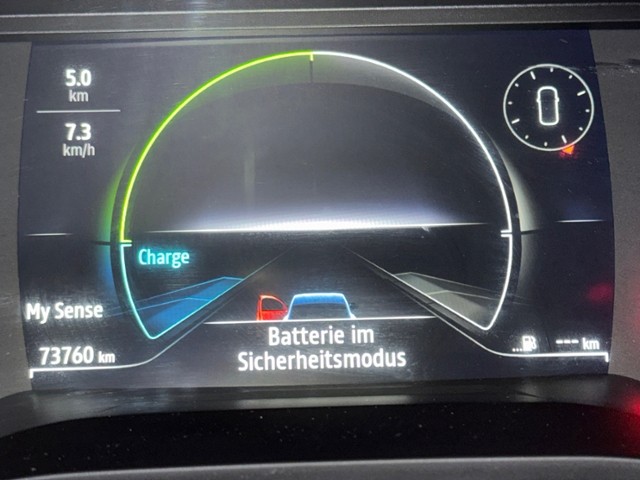 5.0
km
7.3
km/h
Charge
My Sense
Batterie im
Sicherheitsmodus
73760 km
... --- km